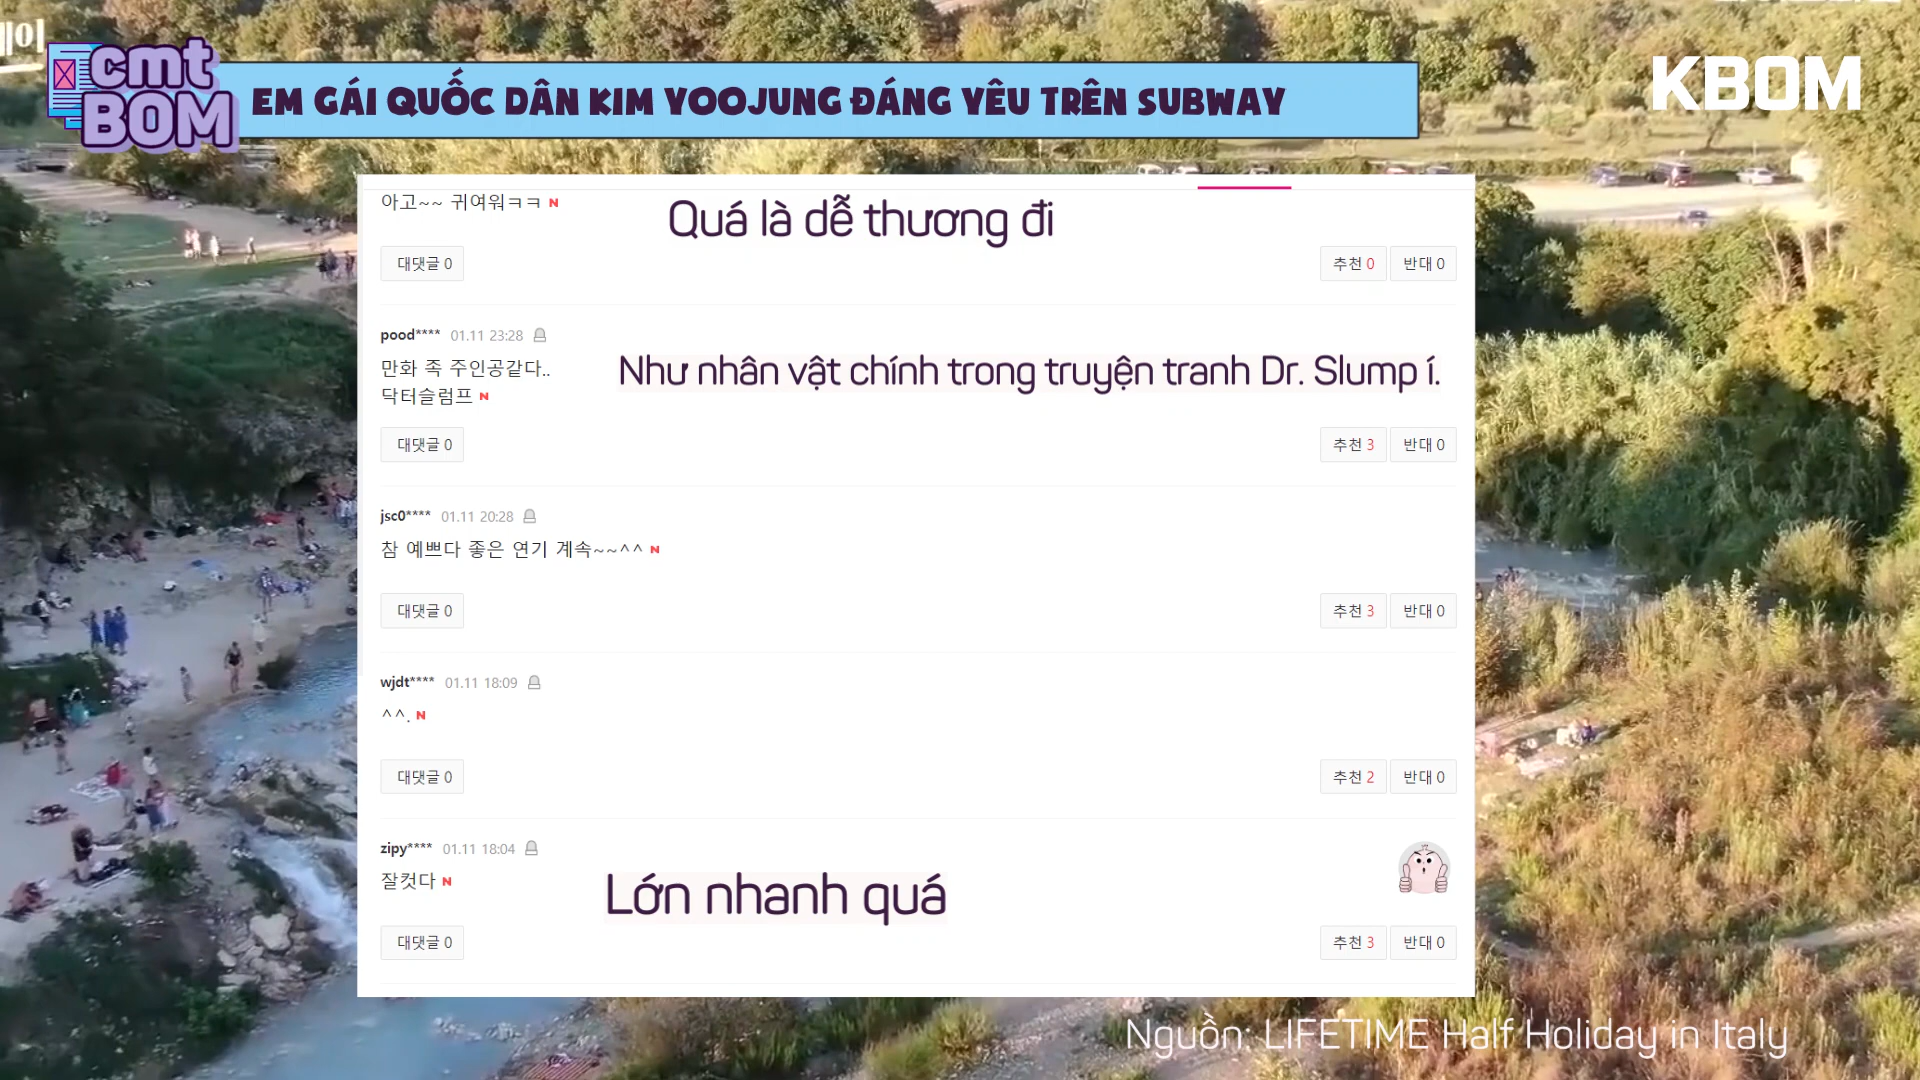 케이
cmt
BOM
EM GÁI QUỐC DÂN KIM YOOJUNG ĐÁNG YÊU TRÊN SUBWAY
KBOM
아고~~ 귀여워ㅋㅋ N
Quá là dễ thương đi
대댓글 0
추천 0 반대 0
pood**** 01.11 23:28
만화 족 주인공같다..
닥터슬럼프 N
Như nhân vật chính trong truyện tranh Dr. Slump í.
대댓글 0
추천 3 반대 0
jsc0**** 01.11 20:28
참 예쁘다 좋은 연기 계속~~^^ N
대댓글 0
추천 3 반대 0
wjdt**** 01.11 18:09
^^. N
대댓글 0
추천 2 반대 0
zipy**** 01.11 18:04
잘컷다 N
Lớn nhanh quá
대댓글 0
추천 3 반대 0
Nguồn: LIFETIME Half Holiday in Italy